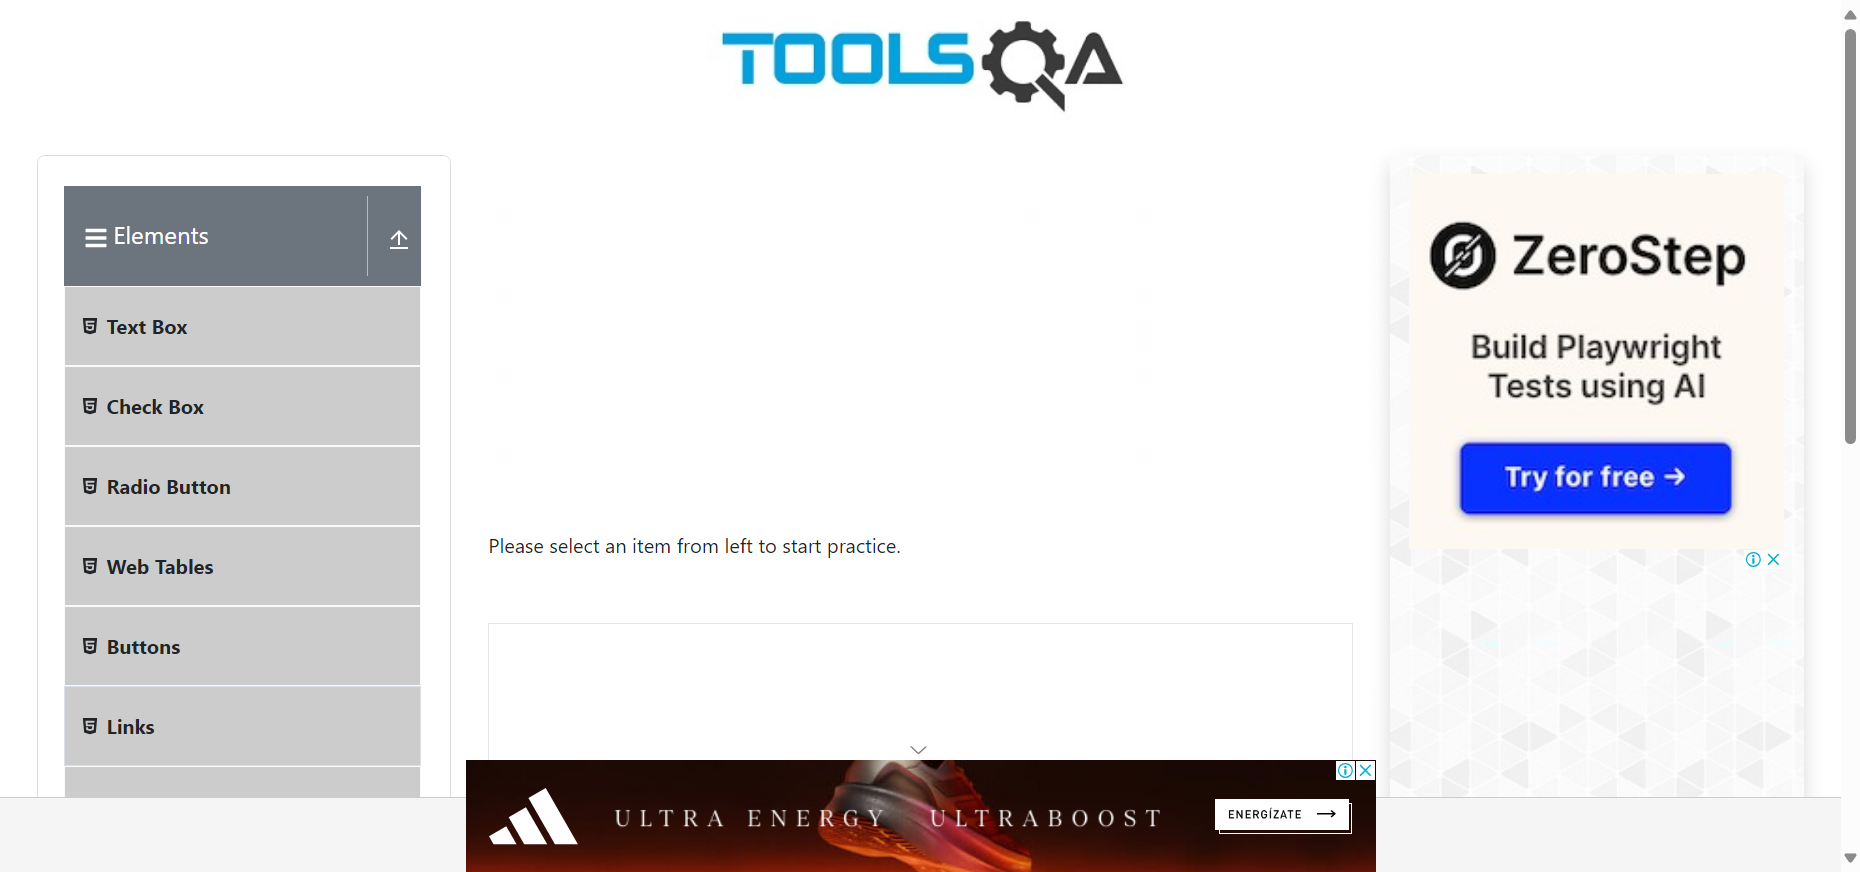 TOOLSQA
Elements
Text Box
Check Box
Radio Button
Web Tables
Buttons
Links
Please select an item from left to start practice.
ZeroStep
Build Playwright
Tests using AI
Try for free →
ULTRA ENERGY ULTRABOOST
ENERGÍZATE →